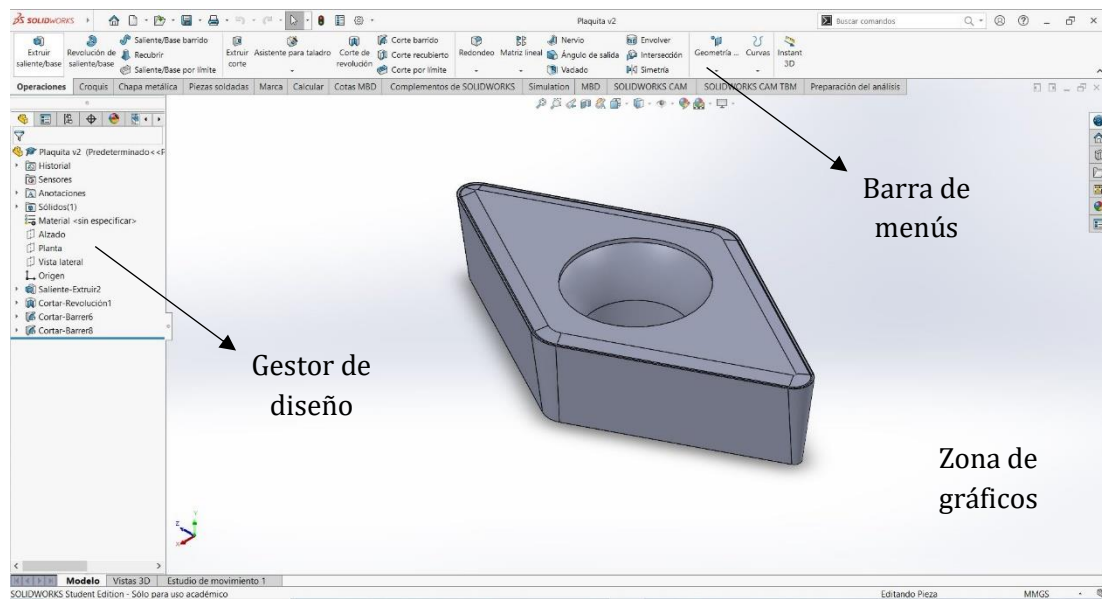 SOLIDWORKS
Plaquita v2
Buscar comandos
Extruir saliente/base
Revolución de saliente/base
Saliente/Base barrido
Recubrir
Saliente/Base por límite
Extruir corte
Asistente para taladro
Corte de revolución
Corte barrido
Corte recubierto
Corte por límite
Redondeo
Matriz lineal
Nervio
Ángulo de salida
Vaciado
Envolver
Intersección
Simetría
Geometría ...
Curvas
Instant 3D
Operaciones
Croquis
Chapa metálica
Piezas soldadas
Marca
Calcular
Cotas MBD
Complementos de SOLIDWORKS
Simulation
MBD
SOLIDWORKS CAM
SOLIDWORKS CAM TBM
Preparación del análisis
Plaquita v2 (Predeterminado<<P
Historial
Sensores
Anotaciones
Sólidos(1)
Material <sin especificar>
Alzado
Planta
Vista lateral
Origen
Saliente-Extruir2
Cortar-Revolución1
Cortar-Barrer6
Cortar-Barrer8
Barra de
menús
Gestor de
diseño
Zona de
gráficos
Modelo
Vistas 3D
Estudio de movimiento 1
SOLIDWORKS Student Edition - Sólo para uso académico
Editando Pieza
MMGS